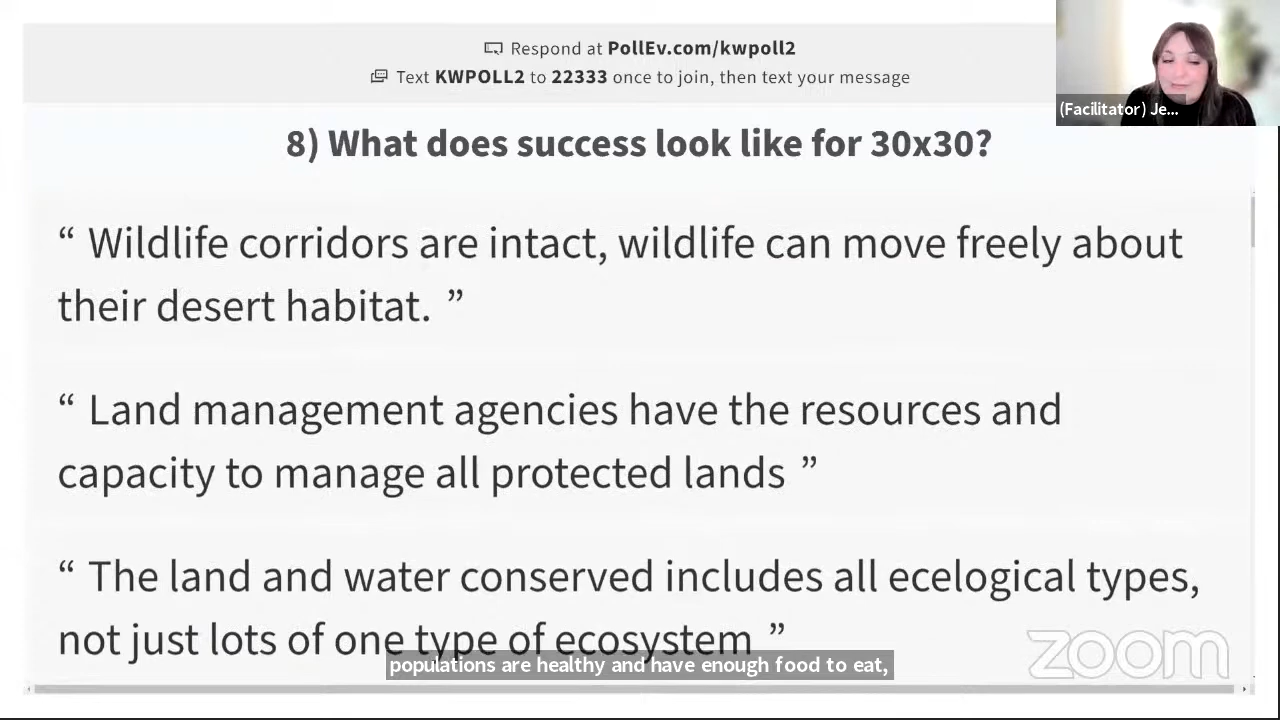 Respond at PollEv.com/kwpoll2
Text KWPOLL2 to 22333 once to join, then text your message
(Facilitator) Je...
8) What does success look like for 30x30?
“ Wildlife corridors are intact, wildlife can move freely about
their desert habitat. ”
“ Land management agencies have the resources and
capacity to manage all protected lands ”
“ The land and water conserved includes all ecelogical types,
not just lots of one type of ecosystem ”
populations are healthy and have enough food to eat,
zoom